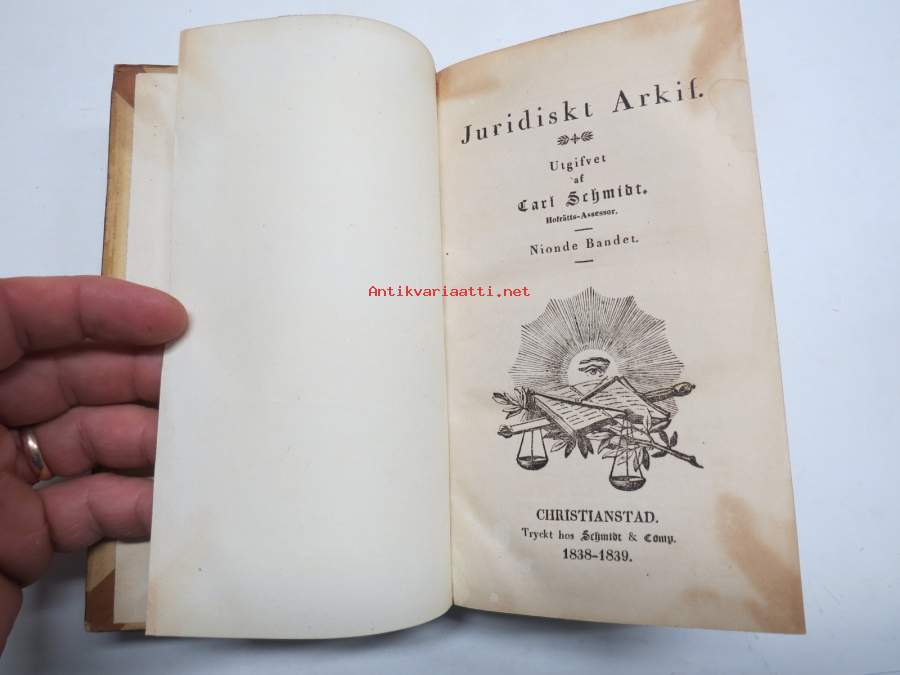 Juridiskt Arkif.
Utgifvet
af
Carl Schmidt.
Hofrätts-Assessor.
Nionde Bandet.
Antikvariaatti.net
CHRISTIANSTAD.
Tryckt hos Schmidt & Comp.
1838-1839.